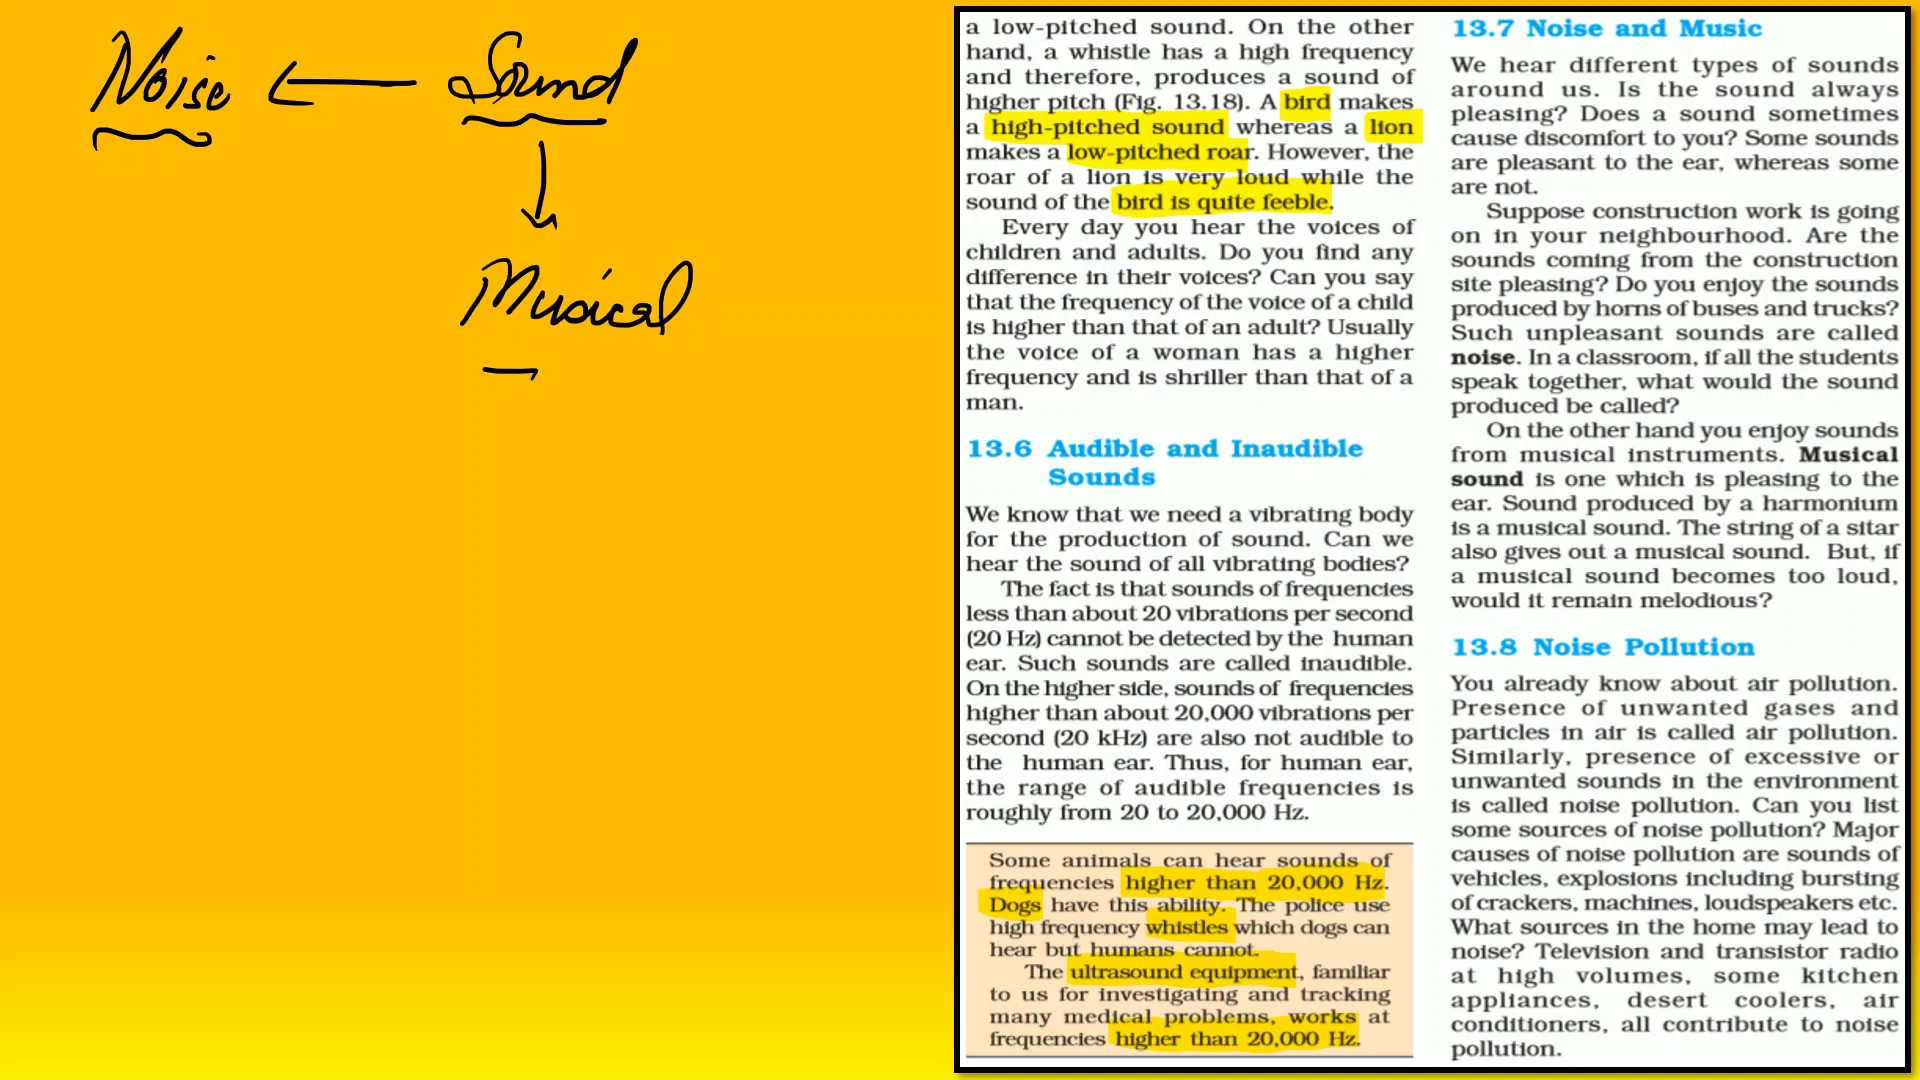 Noise ← Sound
↓
Musical
a low-pitched sound. On the other
hand, a whistle has a high frequency
and therefore, produces a sound of
higher pitch (Fig. 13.18). A bird makes
a high-pitched sound whereas a lion
makes a low-pitched roar. However, the
roar of a lion is very loud while the
sound of the bird is quite feeble.
Every day you hear the voices of
children and adults. Do you find any
difference in their voices? Can you say
that the frequency of the voice of a child
is higher than that of an adult? Usually
the voice of a woman has a higher
frequency and is shriller than that of a
man.
13.6 Audible and Inaudible
Sounds
We know that we need a vibrating body
for the production of sound. Can we
hear the sound of all vibrating bodies?
The fact is that sounds of frequencies
less than about 20 vibrations per second
(20 Hz) cannot be detected by the human
ear. Such sounds are called inaudible.
On the higher side, sounds of frequencies
higher than about 20,000 vibrations per
second (20 kHz) are also not audible to
the human ear. Thus, for human ear,
the range of audible frequencies is
roughly from 20 to 20,000 Hz.
Some animals can hear sounds of
frequencies higher than 20,000 Hz.
Dogs have this ability. The police use
high frequency whistles which dogs can
hear but humans cannot.
The ultrasound equipment, familiar
to us for investigating and tracking
many medical problems, works at
frequencies higher than 20,000 Hz.
13.7 Noise and Music
We hear different types of sounds
around us. Is the sound always
pleasing? Does a sound sometimes
cause discomfort to you? Some sounds
are pleasant to the ear, whereas some
are not.
Suppose construction work is going
on in your neighbourhood. Are the
sounds coming from the construction
site pleasing? Do you enjoy the sounds
produced by horns of buses and trucks?
Such unpleasant sounds are called
noise. In a classroom, if all the students
speak together, what would the sound
produced be called?
On the other hand you enjoy sounds
from musical instruments. Musical
sound is one which is pleasing to the
ear. Sound produced by a harmonium
is a musical sound. The string of a sitar
also gives out a musical sound. But, if
a musical sound becomes too loud,
would it remain melodious?
13.8 Noise Pollution
You already know about air pollution.
Presence of unwanted gases and
particles in air is called air pollution.
Similarly, presence of excessive or
unwanted sounds in the environment
is called noise pollution. Can you list
some sources of noise pollution? Major
causes of noise pollution are sounds of
vehicles, explosions including bursting
of crackers, machines, loudspeakers etc.
What sources in the home may lead to
noise? Television and transistor radio
at high volumes, some kitchen
appliances, desert coolers, air
conditioners, all contribute to noise
pollution.